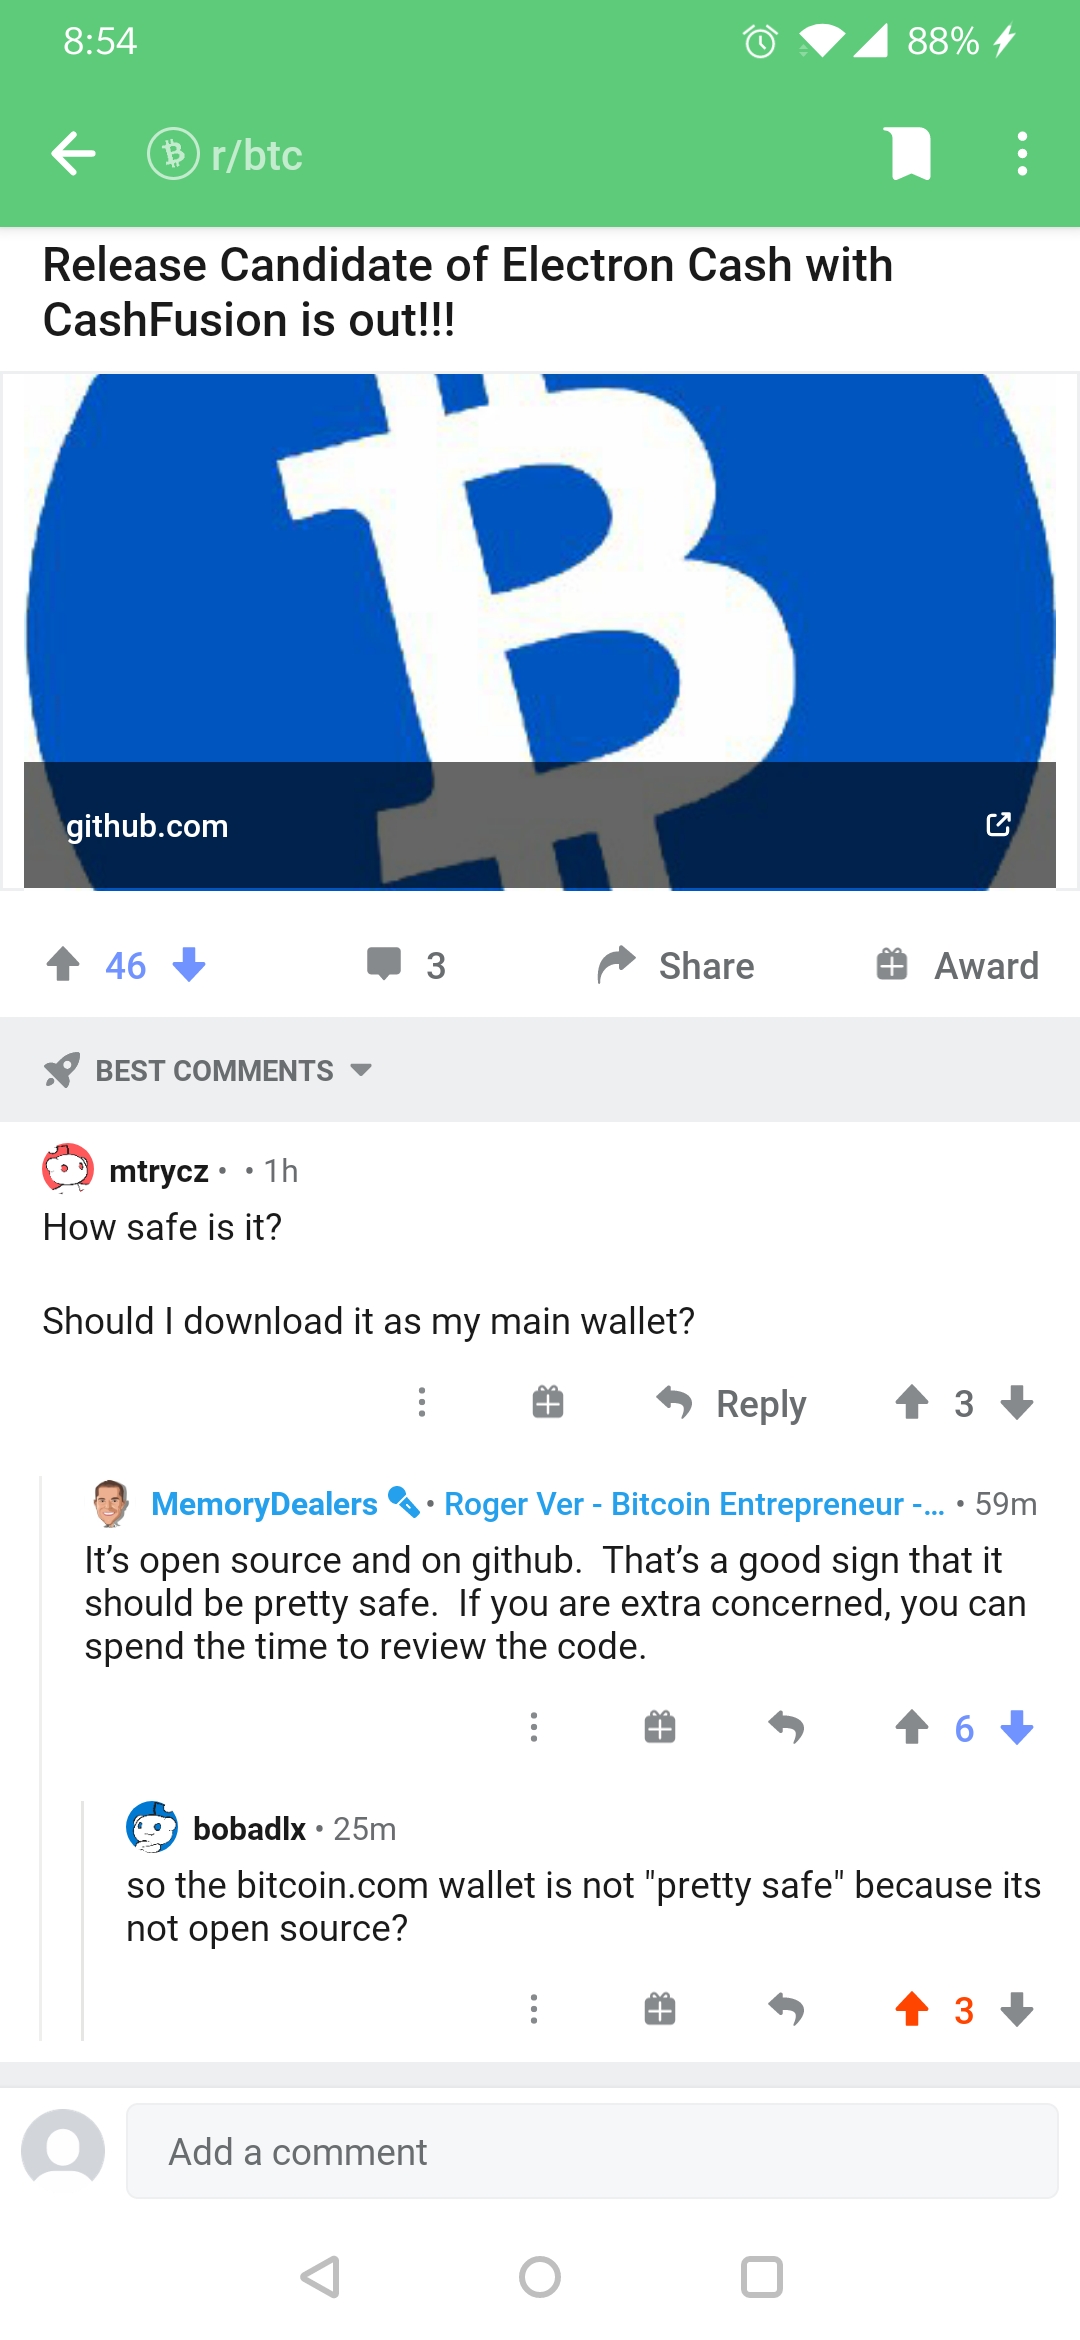 8:54
88%
r/btc
Release Candidate of Electron Cash with
CashFusion is out!!!
github.com
46
3
Share
Award
BEST COMMENTS
mtrycz • • 1h
How safe is it?
Should I download it as my main wallet?
Reply
3
MemoryDealers • Roger Ver - Bitcoin Entrepreneur -... • 59m
It’s open source and on github.  That’s a good sign that it
should be pretty safe.  If you are extra concerned, you can
spend the time to review the code.
6
bobadlx • 25m
so the bitcoin.com wallet is not "pretty safe" because its
not open source?
3
Add a comment